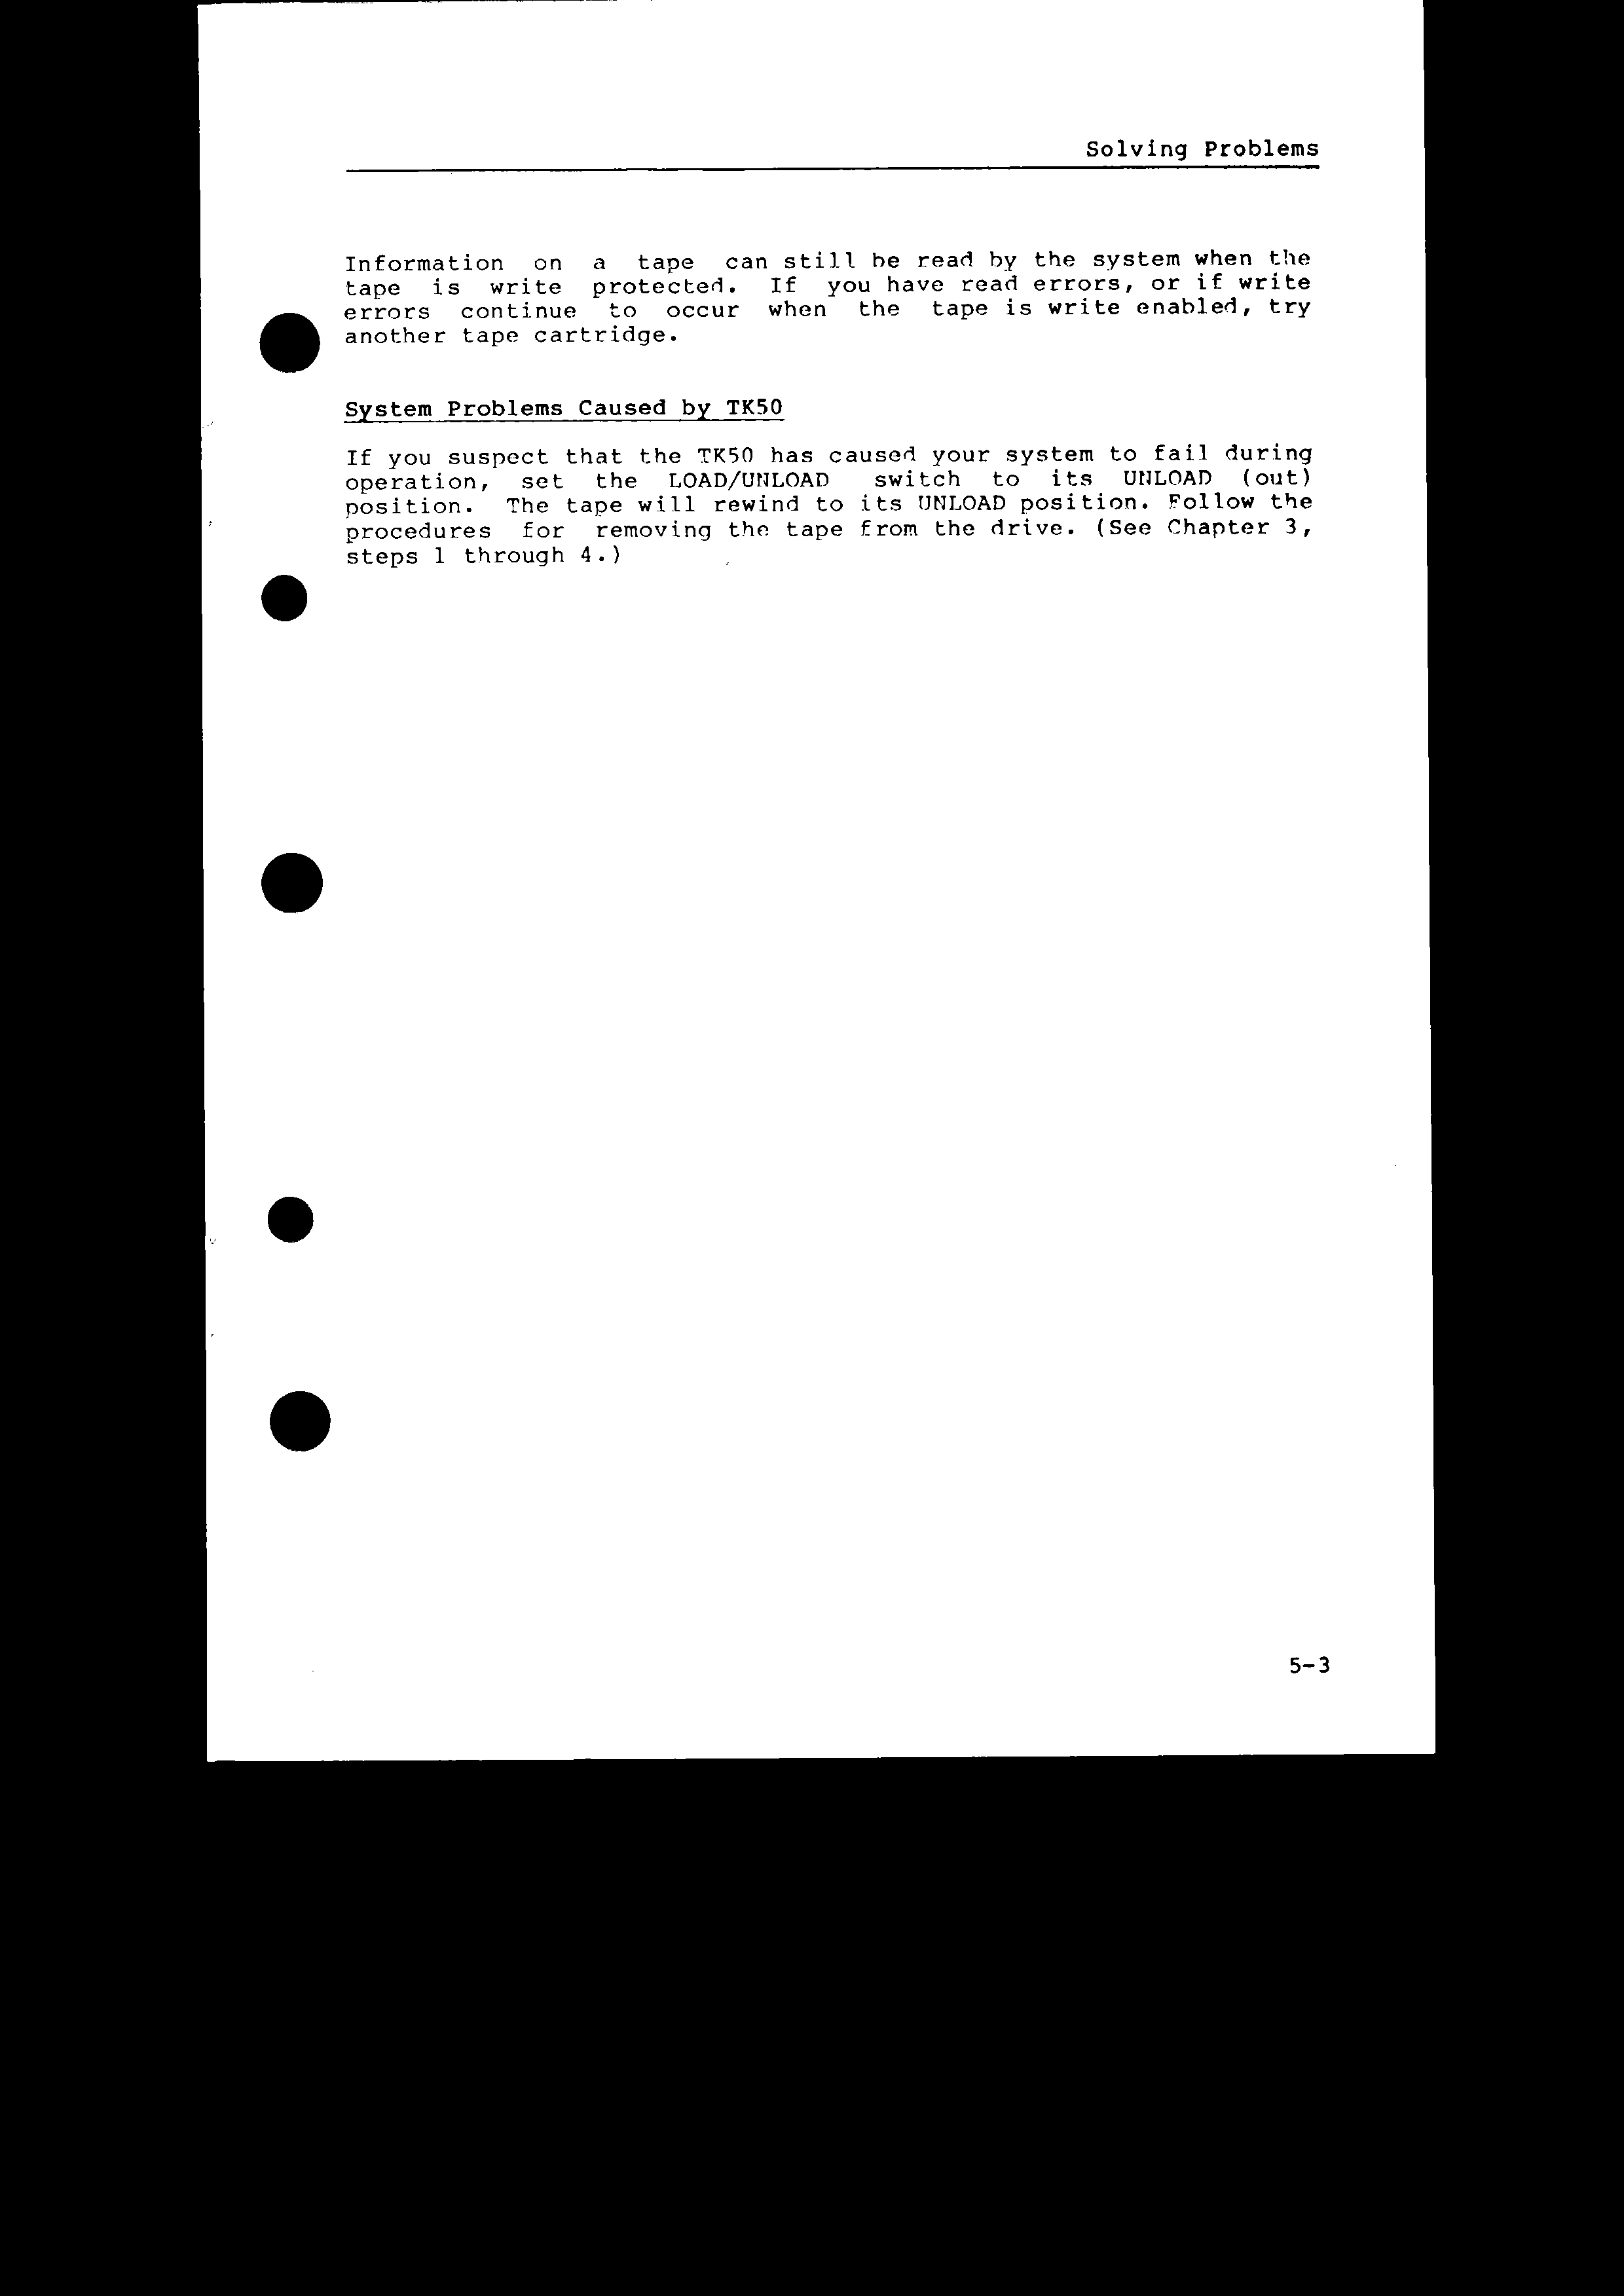 Solving Problems
Information on a tape can still be read by the system when the
tape is write protected. If you have read errors, or if write
errors continue to occur when the tape is write enabled, try
another tape cartridge.
System Problems Caused by TK50
If you suspect that the TK50 has caused your system to fail during
operation, set the LOAD/UNLOAD switch to its UNLOAD (out)
position. The tape will rewind to its UNLOAD position. Follow the
procedures for removing the tape from the drive. (See Chapter 3,
steps 1 through 4.)
5-3